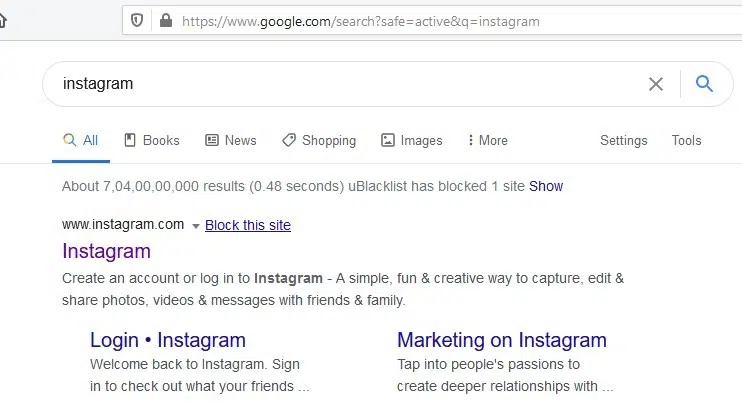 https://www.google.com/search?safe=active&q=instagram
instagram
All Books News Shopping Images More Settings Tools
About 7,04,00,00,000 results (0.48 seconds) uBlacklist has blocked 1 site Show
www.instagram.com Block this site
Instagram
Create an account or log in to Instagram - A simple, fun & creative way to capture, edit &
share photos, videos & messages with friends & family.
Login • Instagram
Welcome back to Instagram. Sign
in to check out what your friends ...
Marketing on Instagram
Tap into people's passions to
create deeper relationships with ...